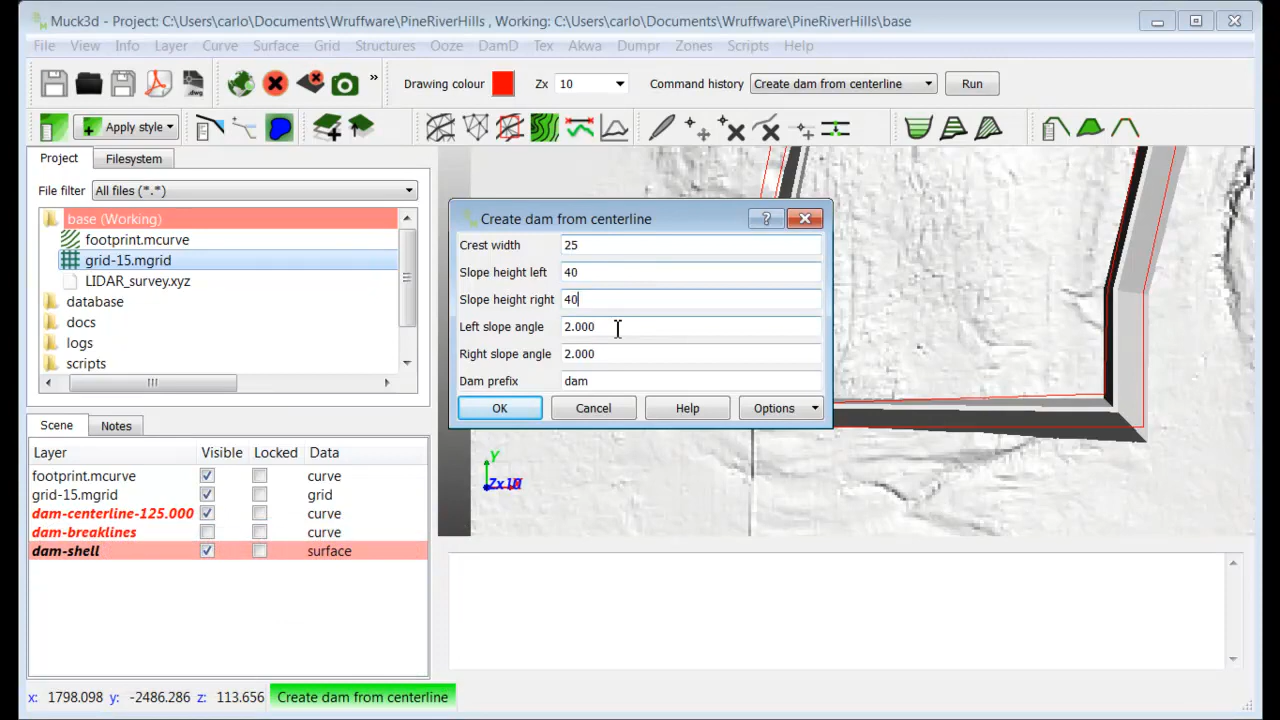 Muck3d - Project: C:\Users\carlo\Documents\Wruffware\PineRiverHills , Working: C:\Users\carlo\Documents\Wruffware\PineRiverHills\base
File View Info Layer Curve Surface Grid Structures Ooze DamD Tex Akwa Dumpr Zones Scripts Help
» Drawing colour Zx 10 Command history Create dam from centerline Run
Apply style
Project Filesystem
File filter All files (*.*)
base (Working)
footprint.mcurve
grid-15.mgrid
LIDAR_survey.xyz
database
docs
logs
scripts
Create dam from centerline ?
Crest width 25
Slope height left 40
Slope height right 40
Left slope angle 2.000
Right slope angle 2.000
Dam prefix dam
OK Cancel Help Options
Scene Notes
Layer Visible Locked Data
footprint.mcurve curve
grid-15.mgrid grid
dam-centerline-125.000 curve
dam-breaklines curve
dam-shell surface
Y
x: 1798.098 y: -2486.286 z: 113.656 Create dam from centerline